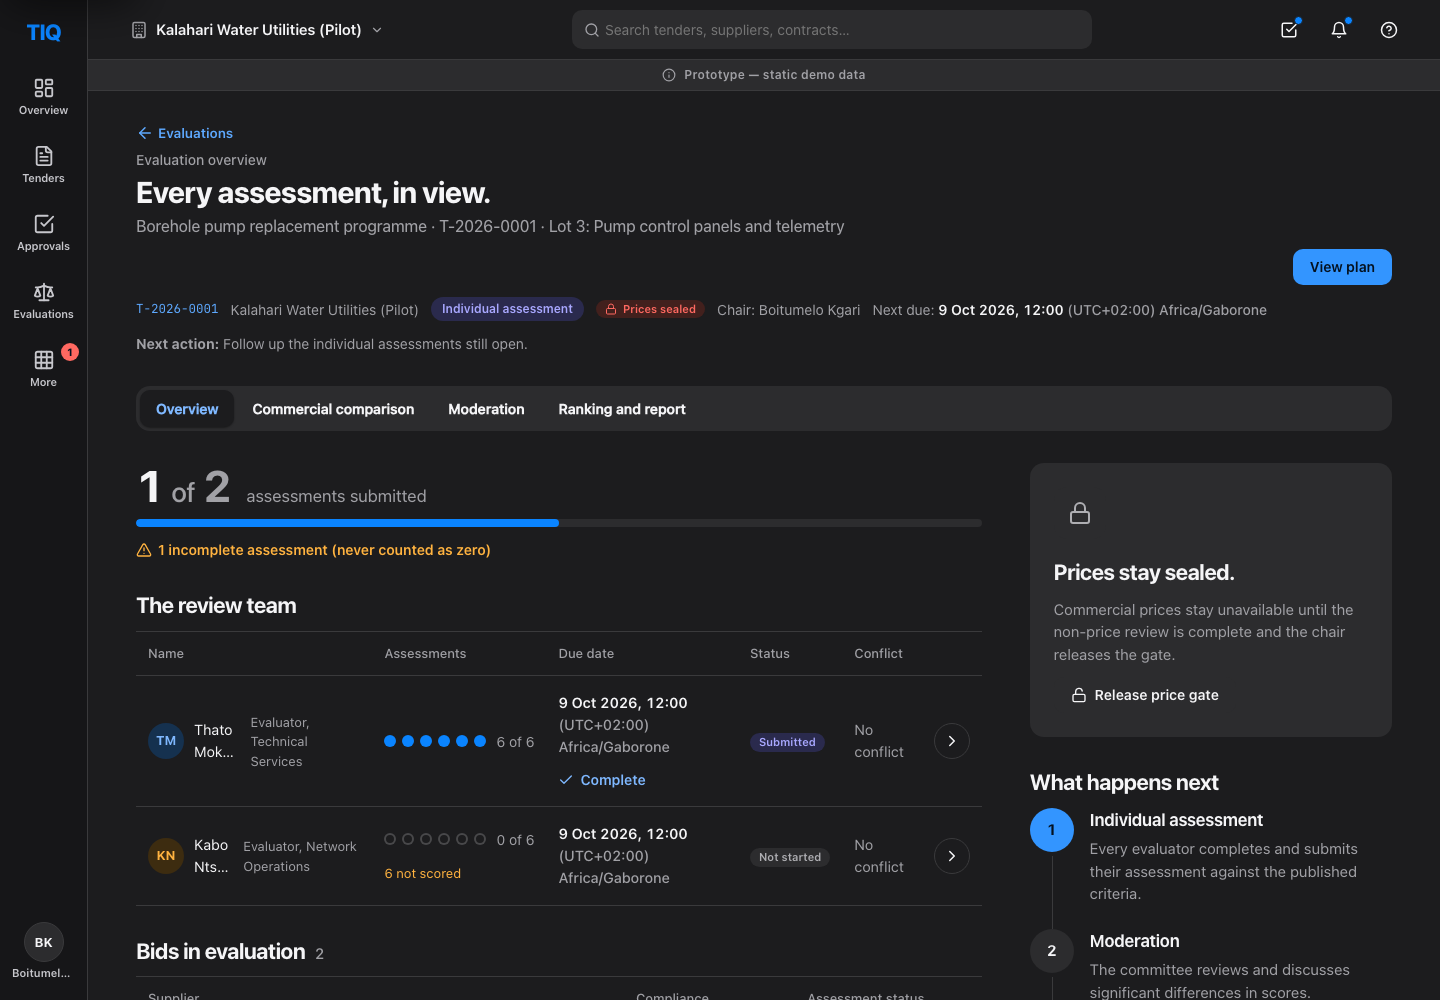 TIQ
Kalahari Water Utilities (Pilot)
Search tenders, suppliers, contracts...
Prototype — static demo data
Overview
Tenders
Approvals
Evaluations
1
More
BK
Boitumel...
Evaluations
Evaluation overview
Every assessment, in view.
Borehole pump replacement programme · T-2026-0001 · Lot 3: Pump control panels and telemetry
View plan
T-2026-0001 Kalahari Water Utilities (Pilot) Individual assessment Prices sealed Chair: Boitumelo Kgari Next due: 9 Oct 2026, 12:00 (UTC+02:00) Africa/Gaborone
Next action: Follow up the individual assessments still open.
Overview Commercial comparison Moderation Ranking and report
1 of 2 assessments submitted
1 incomplete assessment (never counted as zero)
The review team
Name Assessments Due date Status Conflict
TM
Thato
Mok...
Evaluator,
Technical
Services
6 of 6
9 Oct 2026, 12:00
(UTC+02:00)
Africa/Gaborone
Complete
Submitted
No
conflict
KN
Kabo
Nts...
Evaluator, Network
Operations
0 of 6
6 not scored
9 Oct 2026, 12:00
(UTC+02:00)
Africa/Gaborone
Not started
No
conflict
Bids in evaluation 2
Supplier Compliance Assessment status
Prices stay sealed.
Commercial prices stay unavailable until the
non-price review is complete and the chair
releases the gate.
Release price gate
What happens next
1
Individual assessment
Every evaluator completes and submits
their assessment against the published
criteria.
2
Moderation
The committee reviews and discusses
significant differences in scores.